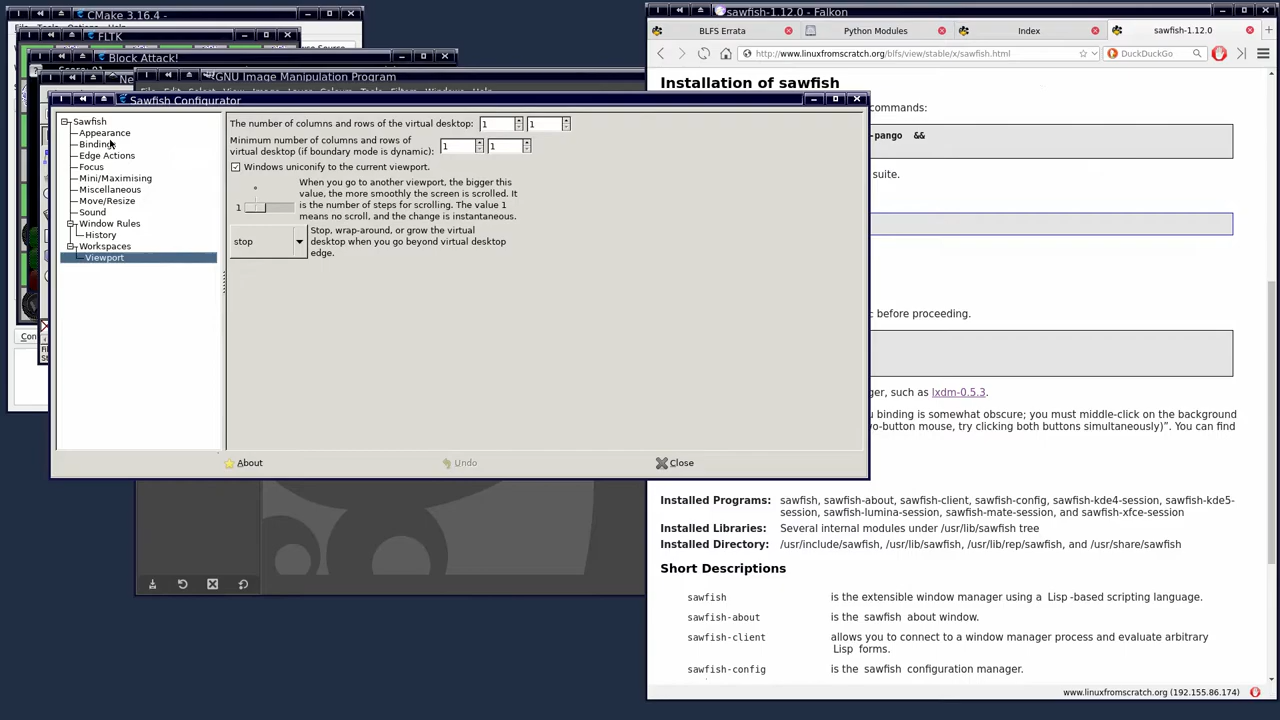 CMake 3.16.4 -
FLTK
Block Attack!
GNU Image Manipulation Program
Sawfish Configurator
Sawfish
Appearance
Bindings
Edge Actions
Focus
Mini/Maximising
Miscellaneous
Move/Resize
Sound
Window Rules
History
Workspaces
Viewport
The number of columns and rows of the virtual desktop:
1
1
Minimum number of columns and rows of
virtual desktop (if boundary mode is dynamic):
1
1
Windows uniconify to the current viewport.
1
When you go to another viewport, the bigger this
value, the more smoothly the screen is scrolled. It
is the number of steps for scrolling. The value 1
means no scroll, and the change is instantaneous.
stop
Stop, wrap-around, or grow the virtual
desktop when you go beyond virtual desktop
edge.
About
Undo
Close
sawfish-1.12.0 - Falkon
BLFS Errata
Python Modules
Index
sawfish-1.12.0
http://www.linuxfromscratch.org/blfs/view/stable/x/sawfish.html
DuckDuckGo
Installation of sawfish
commands:
-pango &&
suite.
c before proceeding.
ger, such as lxdm-0.5.3.
u binding is somewhat obscure; you must middle-click on the background
vo-button mouse, try clicking both buttons simultaneously)”. You can find
Installed Programs: sawfish, sawfish-about, sawfish-client, sawfish-config, sawfish-kde4-session, sawfish-kde5-
session, sawfish-lumina-session, sawfish-mate-session, and sawfish-xfce-session
Installed Libraries: Several internal modules under /usr/lib/sawfish tree
Installed Directory: /usr/include/sawfish, /usr/lib/sawfish, /usr/lib/rep/sawfish, and /usr/share/sawfish
Short Descriptions
sawfish is the extensible window manager using a Lisp -based scripting language.
sawfish-about is the sawfish about window.
sawfish-client allows you to connect to a window manager process and evaluate arbitrary
Lisp forms.
sawfish-config is the sawfish configuration manager.
www.linuxfromscratch.org (192.155.86.174)